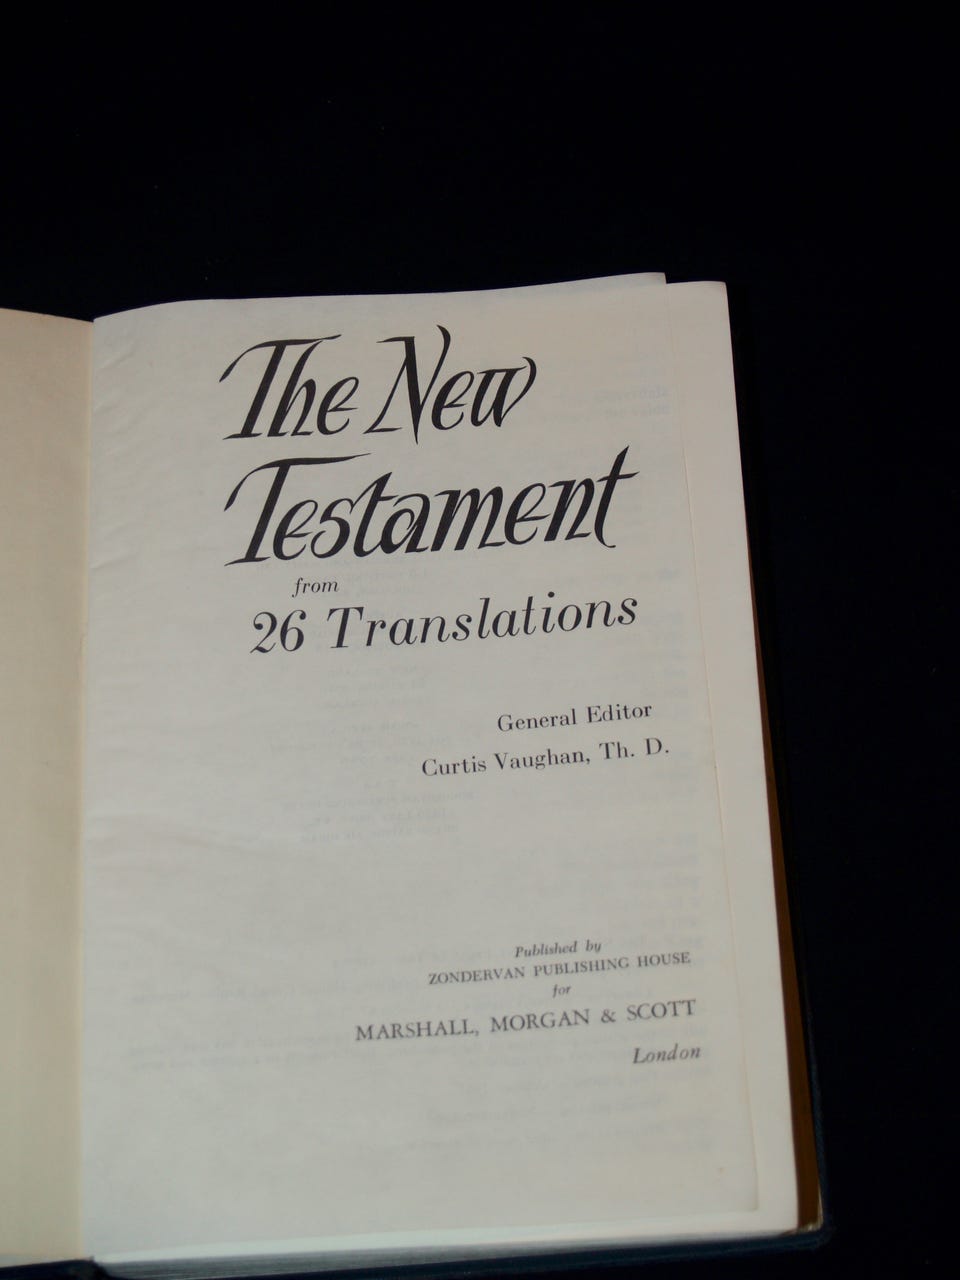 The New
Testament
from
26 Translations
General Editor
Curtis Vaughan, Th. D.
Published by
ZONDERVAN PUBLISHING HOUSE
for
MARSHALL, MORGAN & SCOTT
London